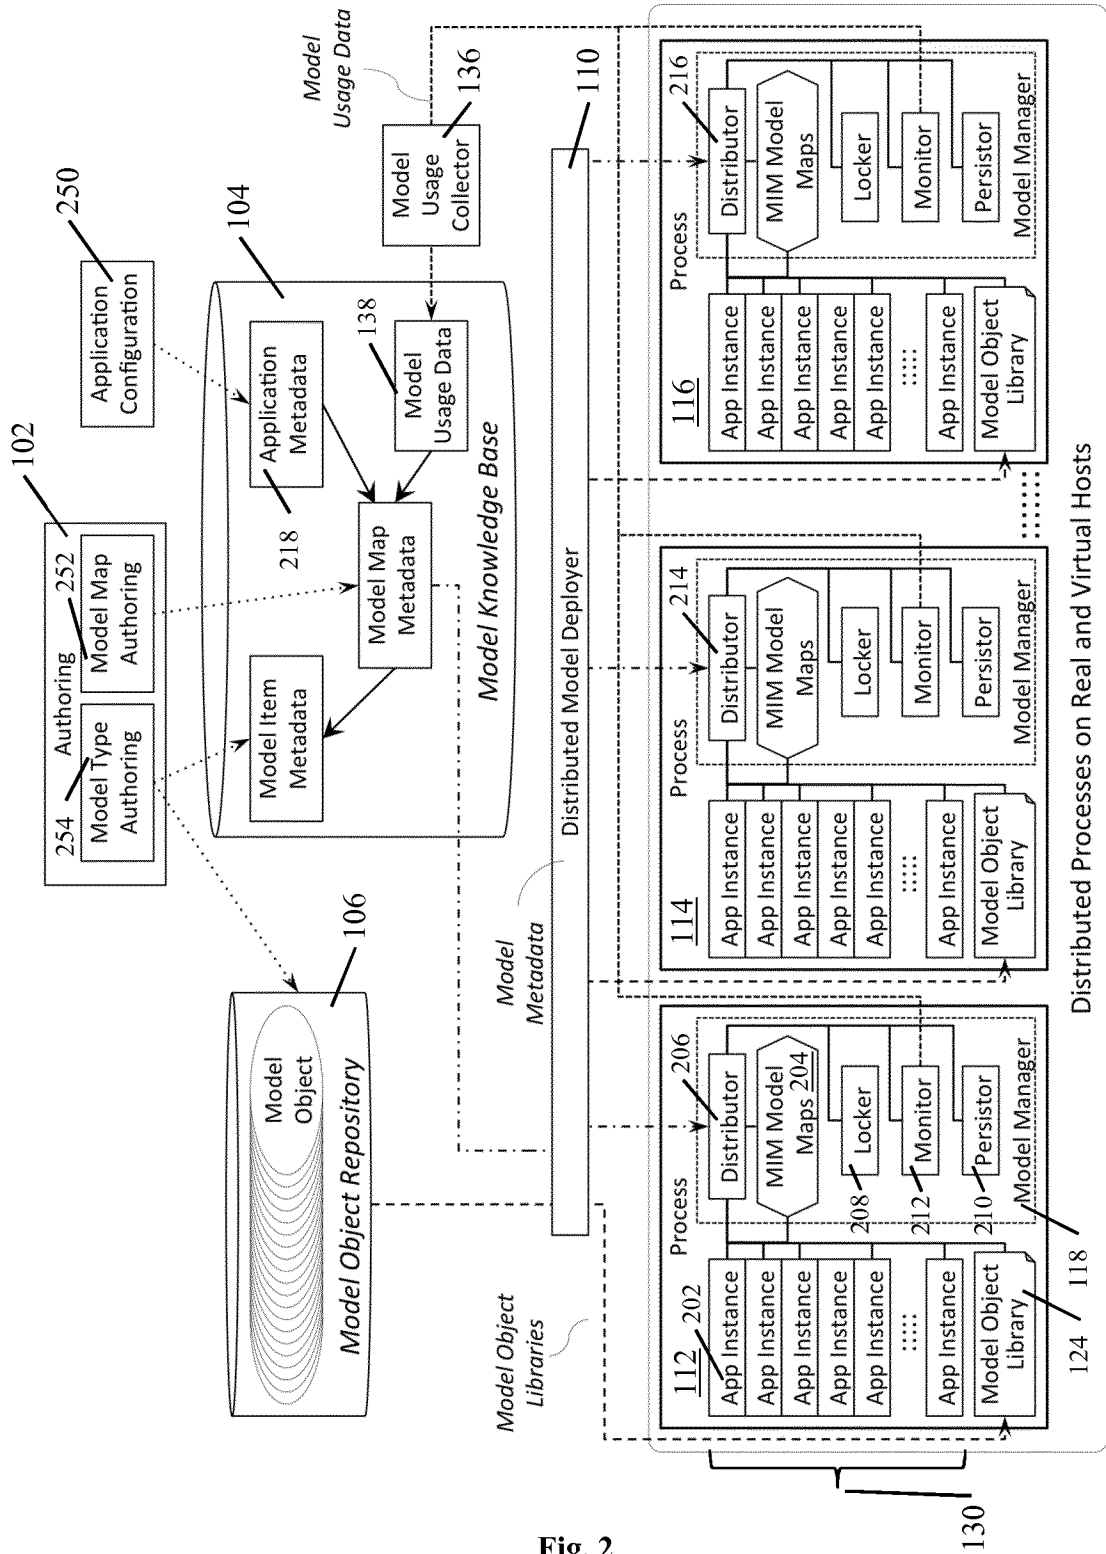 102
Authoring
254
Model Type
Authoring
252
Model Map
Authoring
250
Application
Configuration
106
Model
Object
Model Object Repository
104
Model Item
Metadata
218
Application
Metadata
Model Map
Metadata
138
Model
Usage Data
Model Knowledge Base
136
Model
Usage
Collector
Model
Usage Data
Model Object
Libraries
Model
Metadata
Distributed Model Deployer
110
112
Process
202
App Instance
App Instance
App Instance
App Instance
App Instance
App Instance
Model Object
Library
124
206
Distributor
MIM Model
Maps 204
208
Locker
212
Monitor
210
Persistor
Model Manager
118
130
114
Process
App Instance
App Instance
App Instance
App Instance
App Instance
App Instance
Model Object
Library
214
Distributor
MIM Model
Maps
Locker
Monitor
Persistor
Model Manager
116
Process
App Instance
App Instance
App Instance
App Instance
App Instance
App Instance
Model Object
Library
216
Distributor
MIM Model
Maps
Locker
Monitor
Persistor
Model Manager
Distributed Processes on Real and Virtual Hosts
Fig. 2